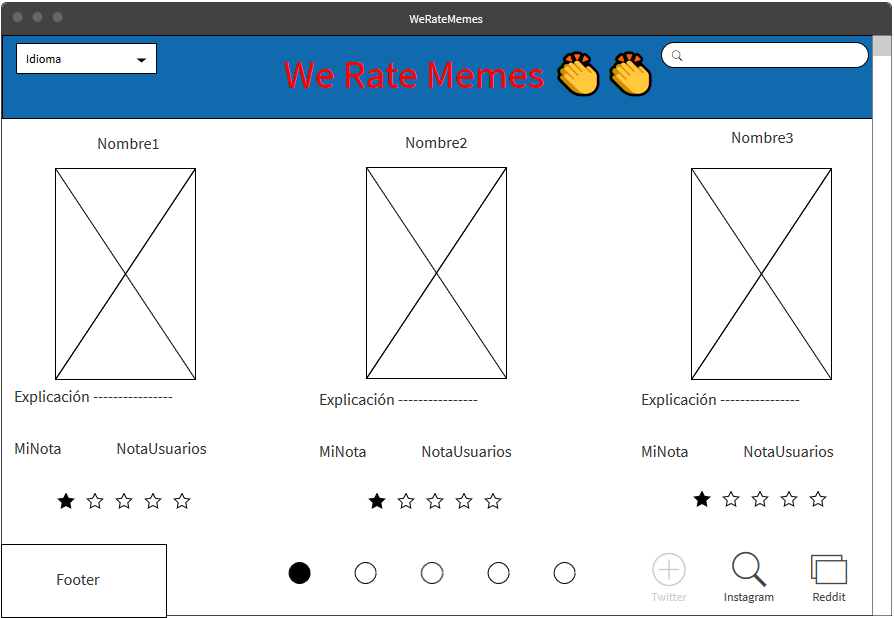 WeRateMemes
Idioma
We Rate Memes 👏 👏
Nombre1
Nombre2
Nombre3
Explicación ----------------
Explicación ----------------
Explicación ----------------
MiNota NotaUsuarios
MiNota NotaUsuarios
MiNota NotaUsuarios
Footer
Twitter
Instagram
Reddit